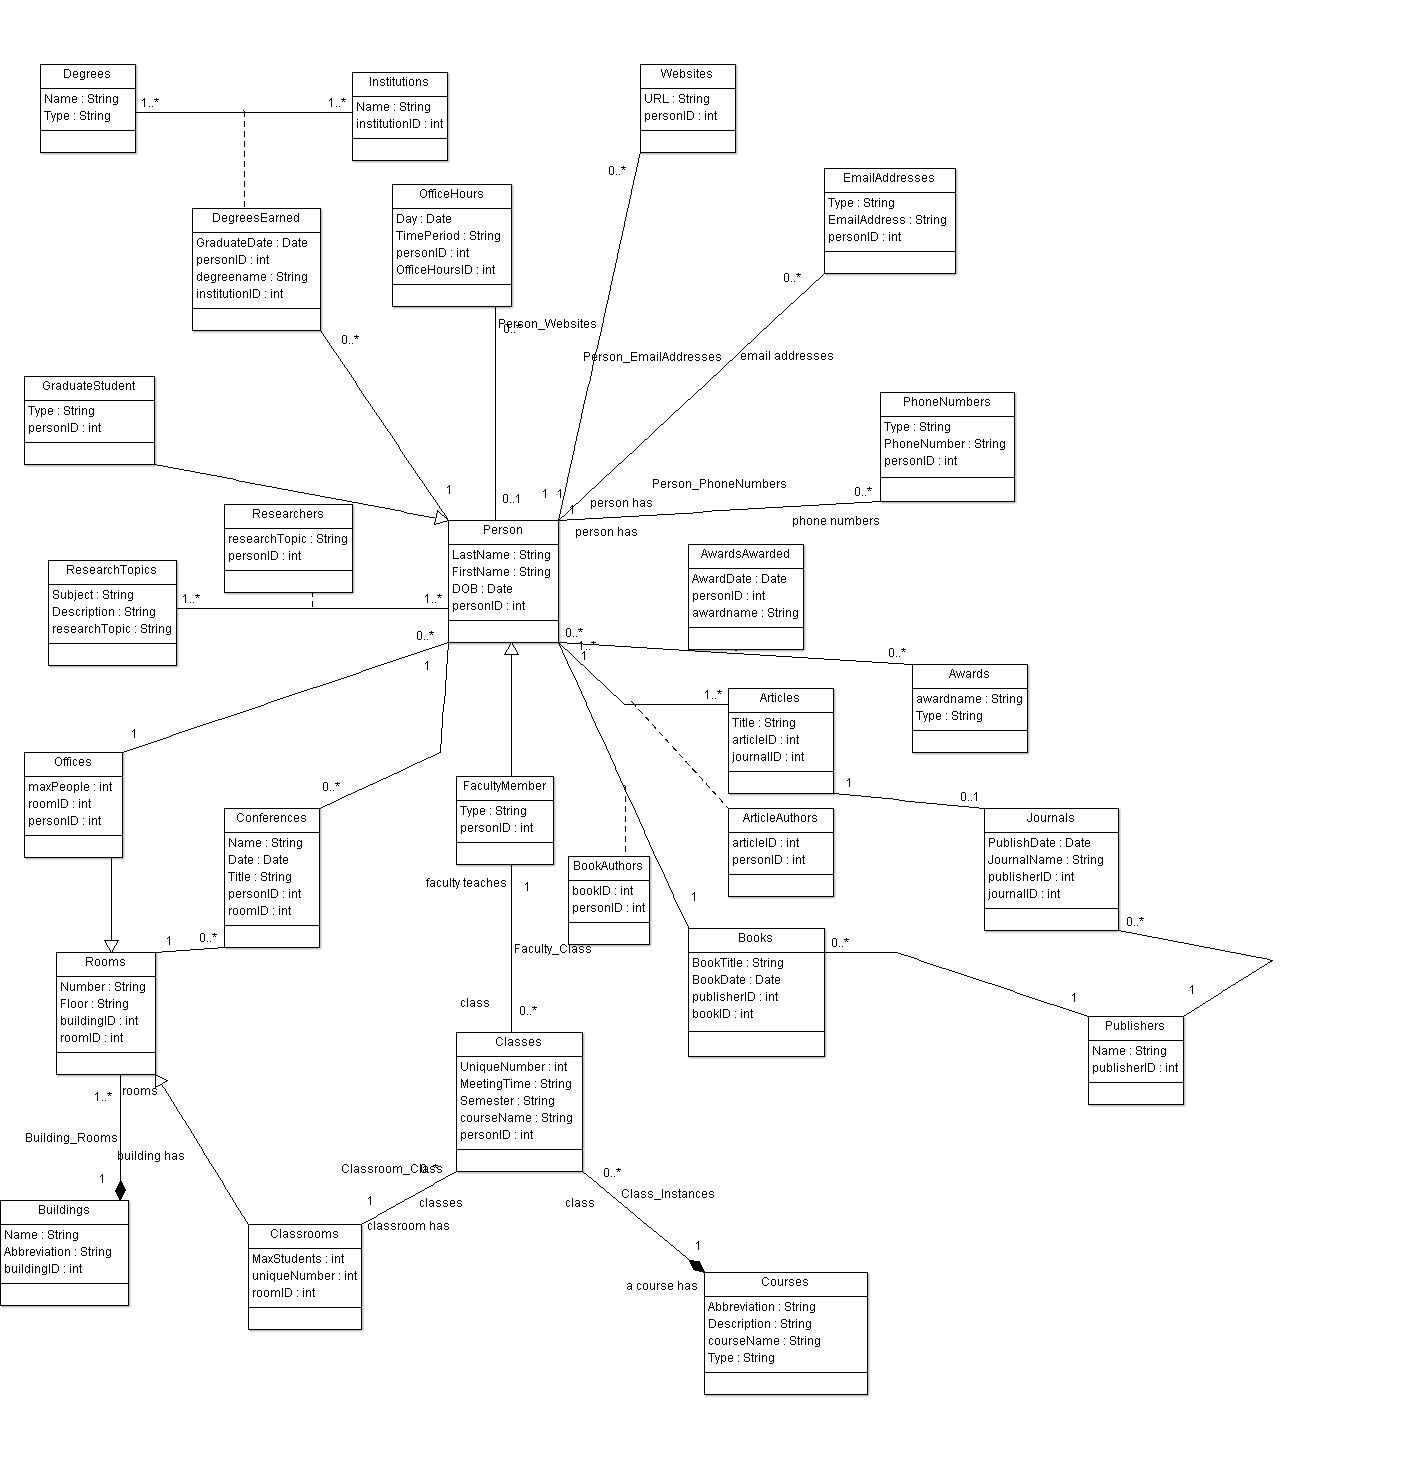 Degrees
Name : String
Type : String
1..*
1..*
Institutions
Name : String
institutionID : int
Websites
URL : String
personID : int
0..*
EmailAddresses
Type : String
EmailAddress : String
personID : int
0..*
OfficeHours
Day : Date
TimePeriod : String
personID : int
OfficeHoursID : int
DegreesEarned
GraduateDate : Date
personID : int
degreename : String
institutionID : int
0..*
Person_Websites
0..*
Person_EmailAddresses
email addresses
GraduateStudent
Type : String
personID : int
PhoneNumbers
Type : String
PhoneNumber : String
personID : int
Person_PhoneNumbers
0..*
1
0..1
1
1
1
person has
person has
phone numbers
Researchers
researchTopic : String
personID : int
Person
LastName : String
FirstName : String
DOB : Date
personID : int
AwardsAwarded
AwardDate : Date
personID : int
awardname : String
ResearchTopics
Subject : String
Description : String
researchTopic : String
1..*
1..*
0..*
1
0..*
1..*
1
0..*
Awards
awardname : String
Type : String
1..*
Articles
Title : String
articleID : int
journalID : int
1
Offices
maxPeople : int
roomID : int
personID : int
0..*
1
0..1
FacultyMember
Type : String
personID : int
Conferences
Name : String
Date : Date
Title : String
personID : int
roomID : int
ArticleAuthors
articleID : int
personID : int
Journals
PublishDate : Date
JournalName : String
publisherID : int
journalID : int
BookAuthors
bookID : int
personID : int
faculty teaches
1
1
0..*
1
0..*
Faculty_Class
Books
BookTitle : String
BookDate : Date
publisherID : int
bookID : int
0..*
Rooms
Number : String
Floor : String
buildingID : int
roomID : int
class
0..*
1
1
Publishers
Name : String
publisherID : int
Classes
UniqueNumber : int
MeetingTime : String
Semester : String
courseName : String
personID : int
1..*
rooms
Building_Rooms
building has
1
Classroom_Class
0..*
0..*
Class_Instances
1
classes
class
classroom has
Buildings
Name : String
Abbreviation : String
buildingID : int
Classrooms
MaxStudents : int
uniqueNumber : int
roomID : int
1
a course has
Courses
Abbreviation : String
Description : String
courseName : String
Type : String